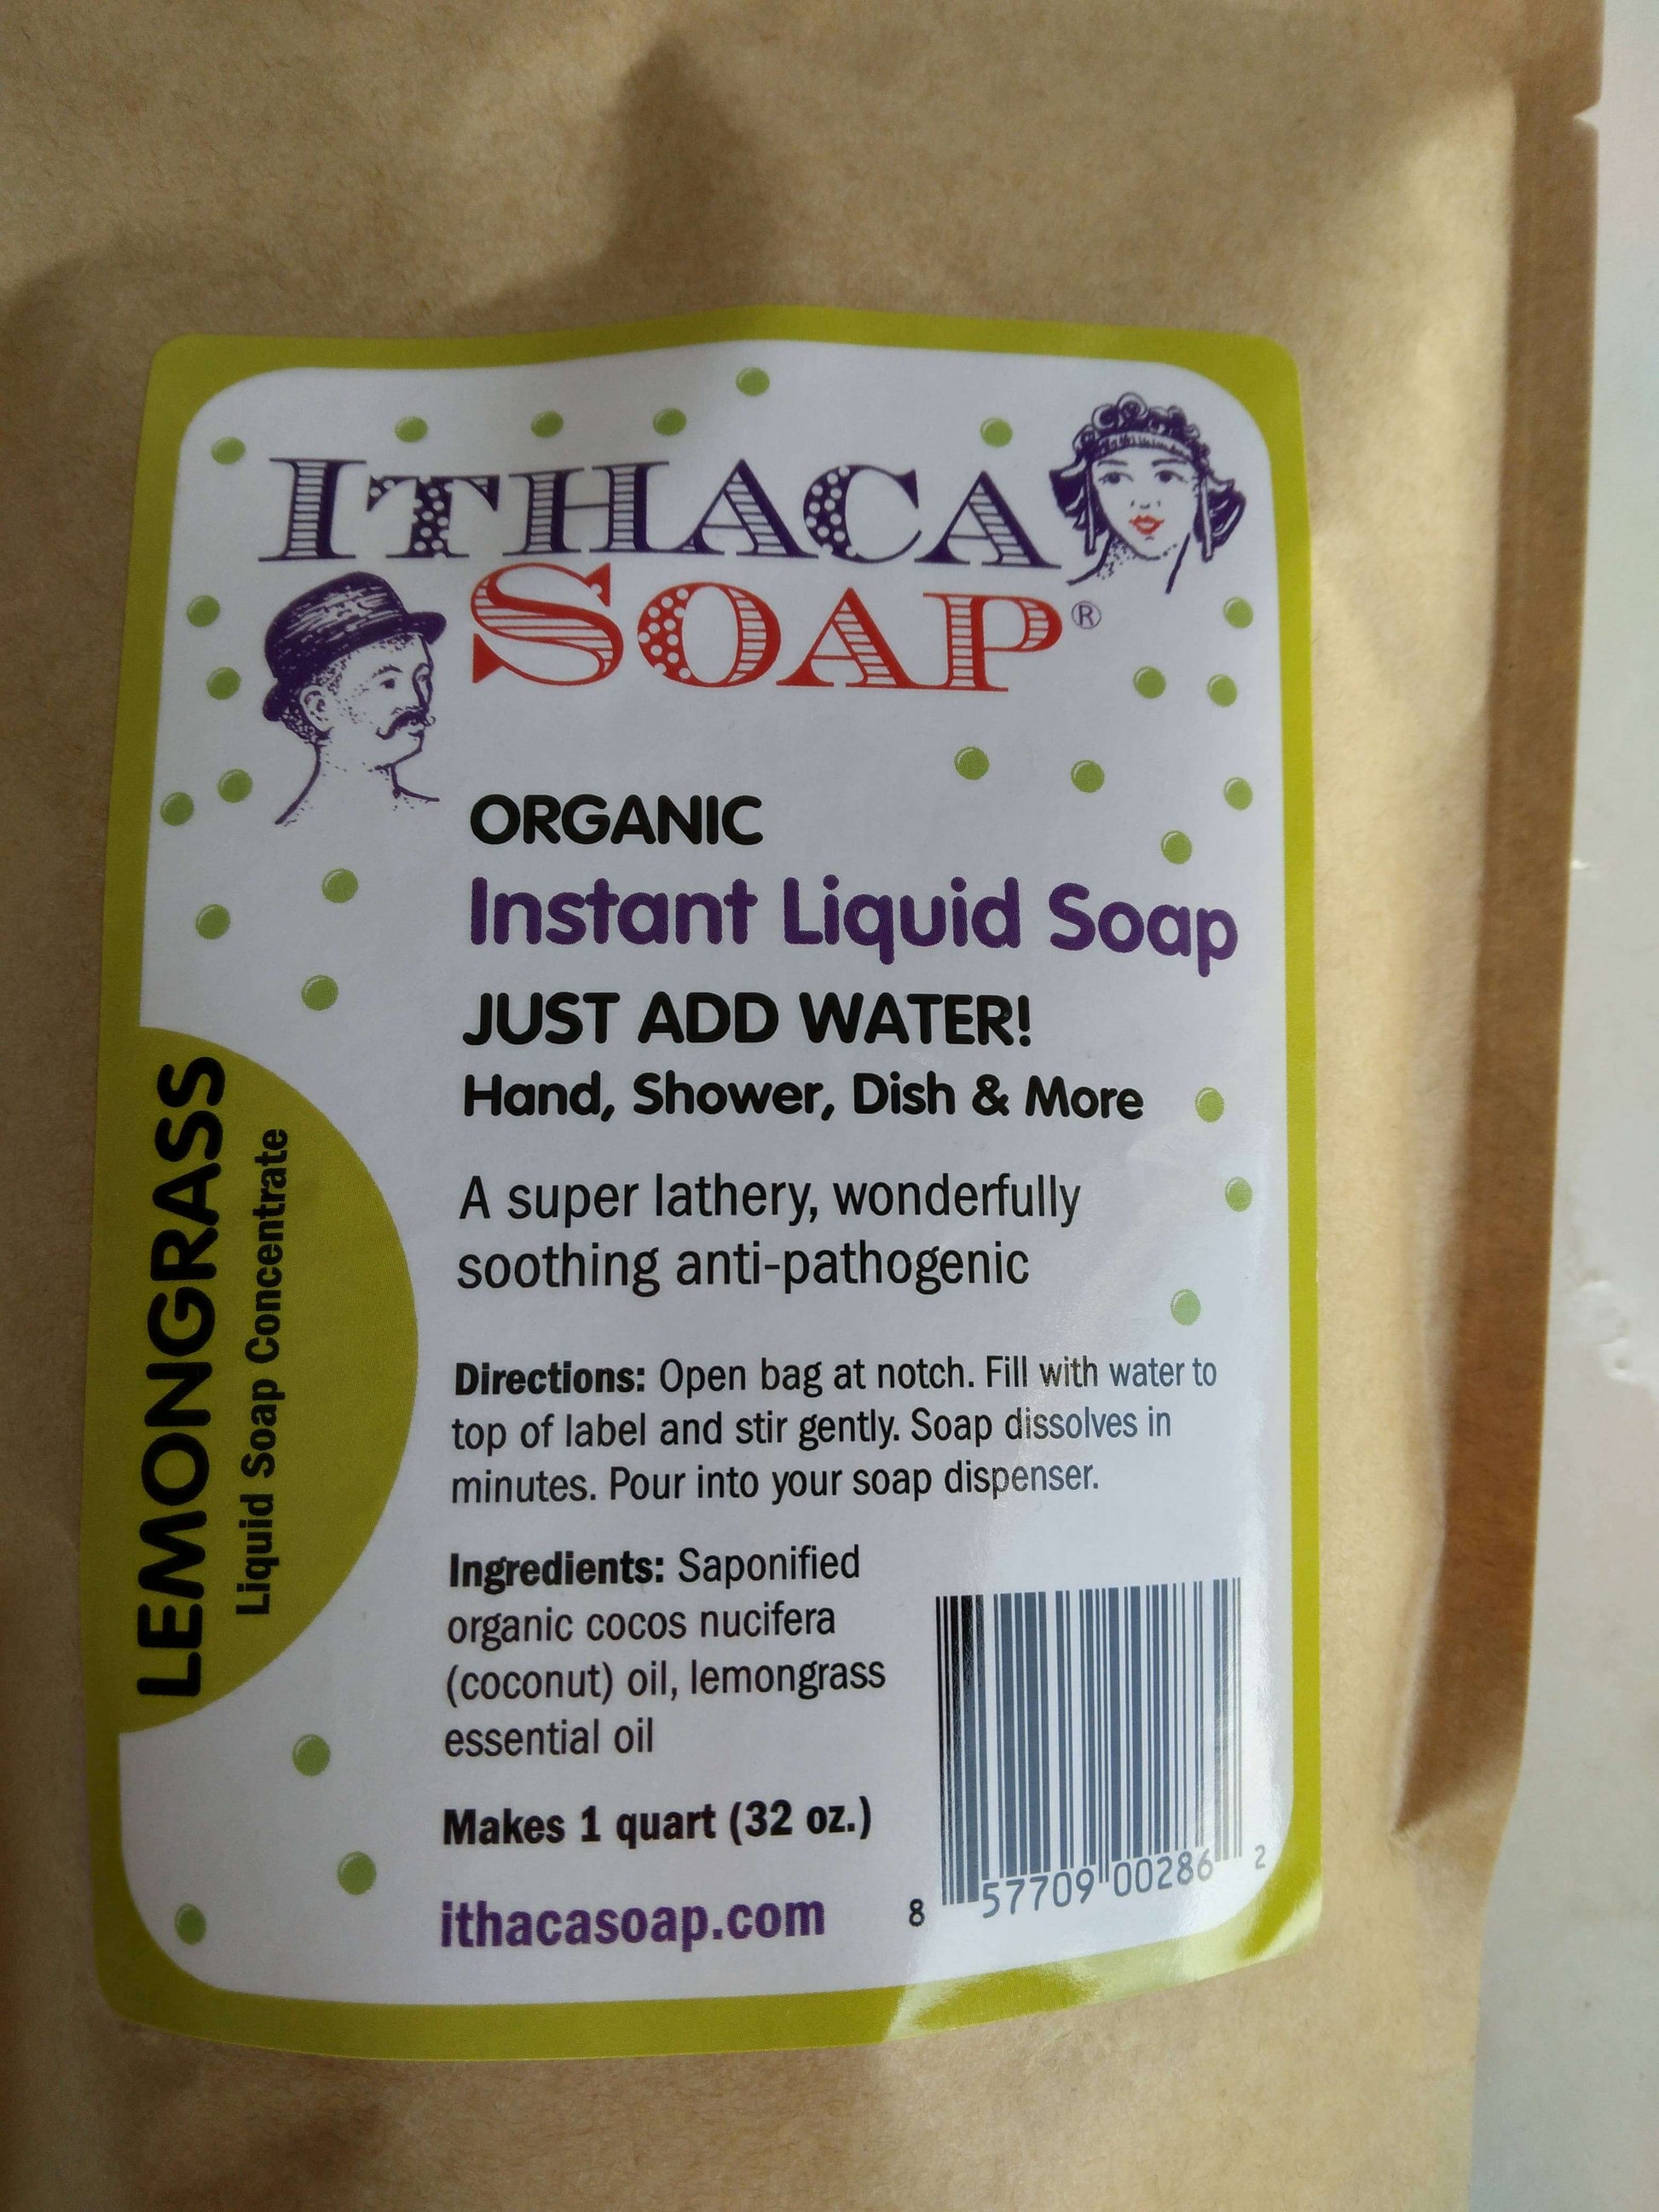 ITHACA
SOAP®
ORGANIC
Instant Liquid Soap
JUST ADD WATER!
Hand, Shower, Dish & More
A super lathery, wonderfully
soothing anti-pathogenic
LEMONGRASS
Liquid Soap Concentrate
Directions: Open bag at notch. Fill with water to
top of label and stir gently. Soap dissolves in
minutes. Pour into your soap dispenser.
Ingredients: Saponified
organic cocos nucifera
(coconut) oil, lemongrass
essential oil
Makes 1 quart (32 oz.)
ithacasoap.com
8 57709 00286 2